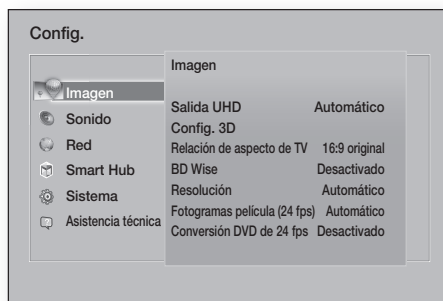 Config.
Imagen
Sonido
Red
Smart Hub
Sistema
Asistencia técnica
Imagen
Salida UHD Automático
Config. 3D
Relación de aspecto de TV 16:9 original
BD Wise Desactivado
Resolución Automático
Fotogramas película (24 fps) Automático
Conversión DVD de 24 fps Desactivado